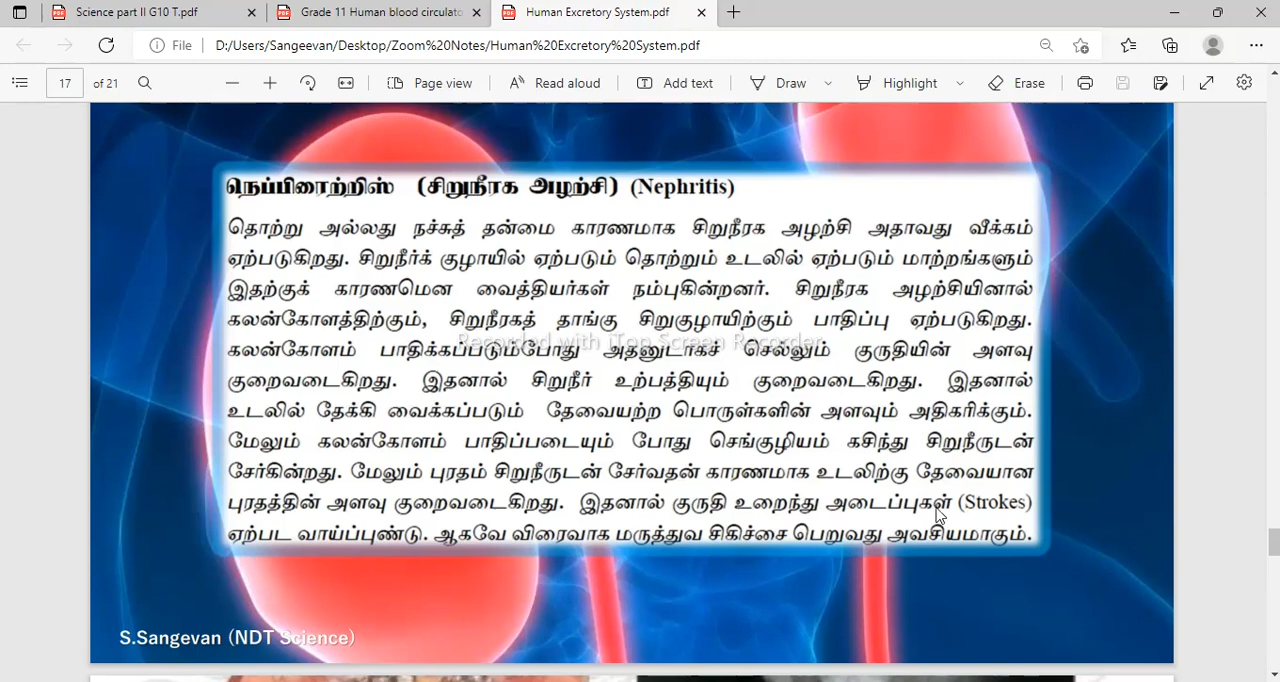 Science part II G10 T.pdf
Grade 11 Human blood circulato
Human Excretory System.pdf
File
D:/Users/Sangeevan/Desktop/Zoom%20Notes/Human%20Excretory%20System.pdf
17 of 21
Page view
Read aloud
Add text
Draw
Highlight
Erase
நெப்பிரைற்றிஸ் (சிறுநீரக அழற்சி) (Nephritis)
தொற்று அல்லது நச்சுத் தன்மை காரணமாக சிறுநீரக அழற்சி அதாவது வீக்கம்
ஏற்படுகிறது. சிறுநீர்க் குழாயில் ஏற்படும் தொற்றும் உடலில் ஏற்படும் மாற்றங்களும்
இதற்குக் காரணமென வைத்தியர்கள் நம்புகின்றனர். சிறுநீரக அழற்சியினால்
கலன்கோளத்திற்கும், சிறுநீரகத் தாங்கு சிறுகுழாயிற்கும் பாதிப்பு ஏற்படுகிறது.
Recorded with iTop Screen Recorder
கலன்கோளம் பாதிக்கப்படும்போது அதனுடாகச் செல்லும் குருதியின் அளவு
குறைவடைகிறது. இதனால் சிறுநீர் உற்பத்தியும் குறைவடைகிறது. இதனால்
உடலில் தேக்கி வைக்கப்படும் தேவையற்ற பொருள்களின் அளவும் அதிகரிக்கும்.
மேலும் கலன்கோளம் பாதிப்படையும் போது செங்குழியம் கசிந்து சிறுநீருடன்
சேர்கின்றது. மேலும் புரதம் சிறுநீருடன் சேர்வதன் காரணமாக உடலிற்கு தேவையான
புரதத்தின் அளவு குறைவடைகிறது. இதனால் குருதி உறைந்து அடைப்புகள் (Strokes)
ஏற்பட வாய்ப்புண்டு. ஆகவே விரைவாக மருத்துவ சிகிச்சை பெறுவது அவசியமாகும்.
S.Sangevan (NDT Science)